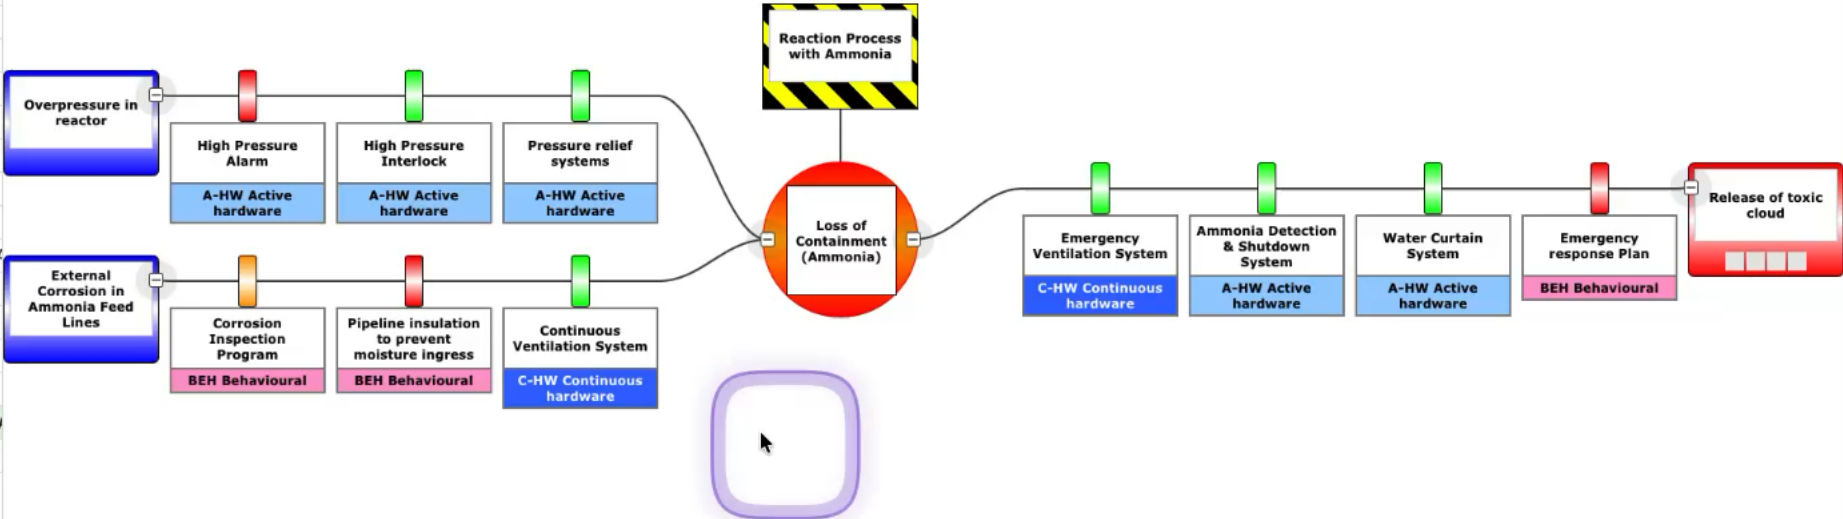 Reaction Process
with Ammonia
Overpressure in
reactor
High Pressure
Alarm
A-HW Active
hardware
High Pressure
Interlock
A-HW Active
hardware
Pressure relief
systems
A-HW Active
hardware
External
Corrosion in
Ammonia Feed
Lines
Corrosion
Inspection
Program
BEH Behavioural
Pipeline insulation
to prevent
moisture ingress
BEH Behavioural
Continuous
Ventilation System
C-HW Continuous
hardware
Loss of
Containment
(Ammonia)
Emergency
Ventilation System
C-HW Continuous
hardware
Ammonia Detection
& Shutdown
System
A-HW Active
hardware
Water Curtain
System
A-HW Active
hardware
Emergency
response Plan
BEH Behavioural
Release of toxic
cloud